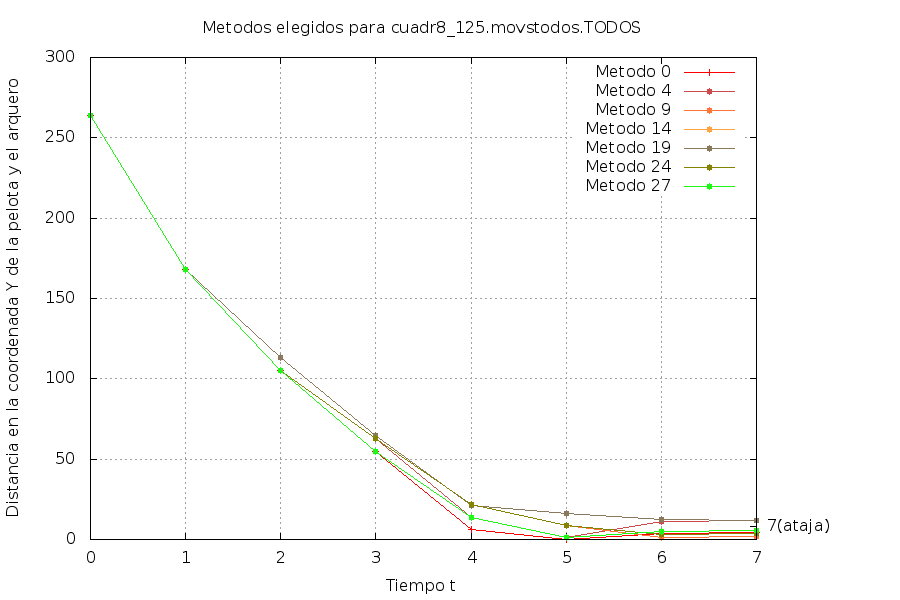 Metodos elegidos para cuadr8_125.movstodos.TODOS
Distancia en la coordenada Y de la pelota y el arquero
300
250
200
150
100
50
0
Metodo 0
Metodo 4
Metodo 9
Metodo 14
Metodo 19
Metodo 24
Metodo 27
7(ataja)
0 1 2 3 4 5 6 7
Tiempo t